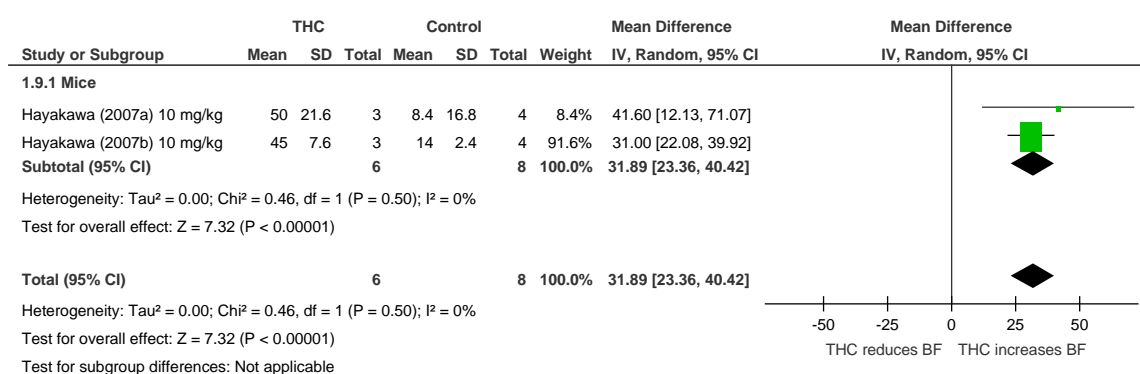 THC Control Mean Difference Mean Difference
Study or Subgroup Mean SD Total Mean SD Total Weight IV, Random, 95% CI IV, Random, 95% CI
1.9.1 Mice
Hayakawa (2007a) 10 mg/kg 50 21.6 3 8.4 16.8 4 8.4% 41.60 [12.13, 71.07]
Hayakawa (2007b) 10 mg/kg 45 7.6 3 14 2.4 4 91.6% 31.00 [22.08, 39.92]
Subtotal (95% CI) 6 8 100.0% 31.89 [23.36, 40.42]
Heterogeneity: Tau² = 0.00; Chi² = 0.46, df = 1 (P = 0.50); I² = 0%
Test for overall effect: Z = 7.32 (P < 0.00001)
Total (95% CI) 6 8 100.0% 31.89 [23.36, 40.42]
Heterogeneity: Tau² = 0.00; Chi² = 0.46, df = 1 (P = 0.50); I² = 0%
Test for overall effect: Z = 7.32 (P < 0.00001)
Test for subgroup differences: Not applicable
-50 -25 0 25 50
THC reduces BF THC increases BF